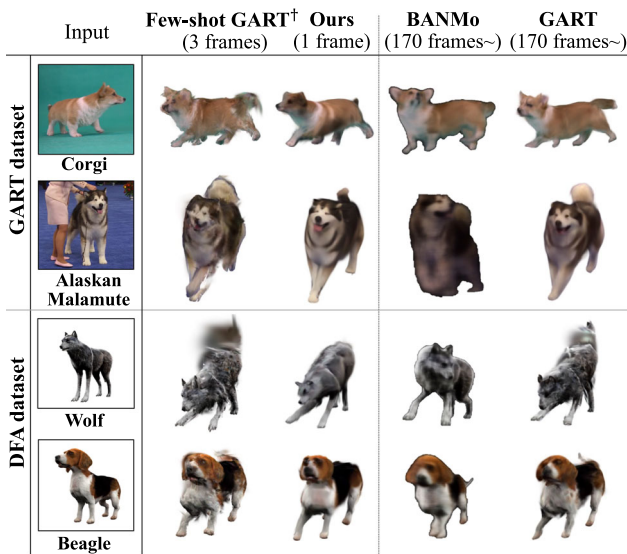 Input
Few-shot GART†
(3 frames)
Ours
(1 frame)
BANMo
(170 frames~)
GART
(170 frames~)
GART dataset
Corgi
Alaskan
Malamute
DFA dataset
Wolf
Beagle